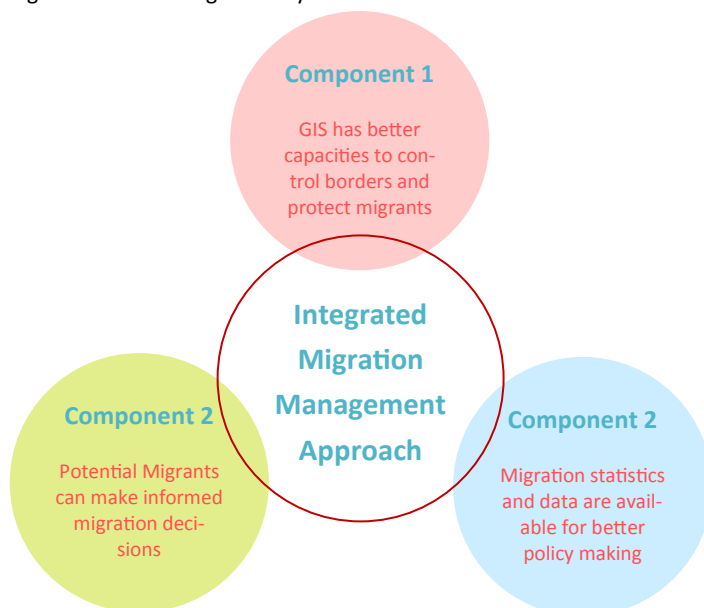 Component 1
GIS has better
capacities to con-
trol borders and
protect migrants
Integrated
Migration
Management
Approach
Component 2
Potential Migrants
can make informed
migration deci-
sions
Component 2
Migration statistics
and data are avail-
able for better
policy making